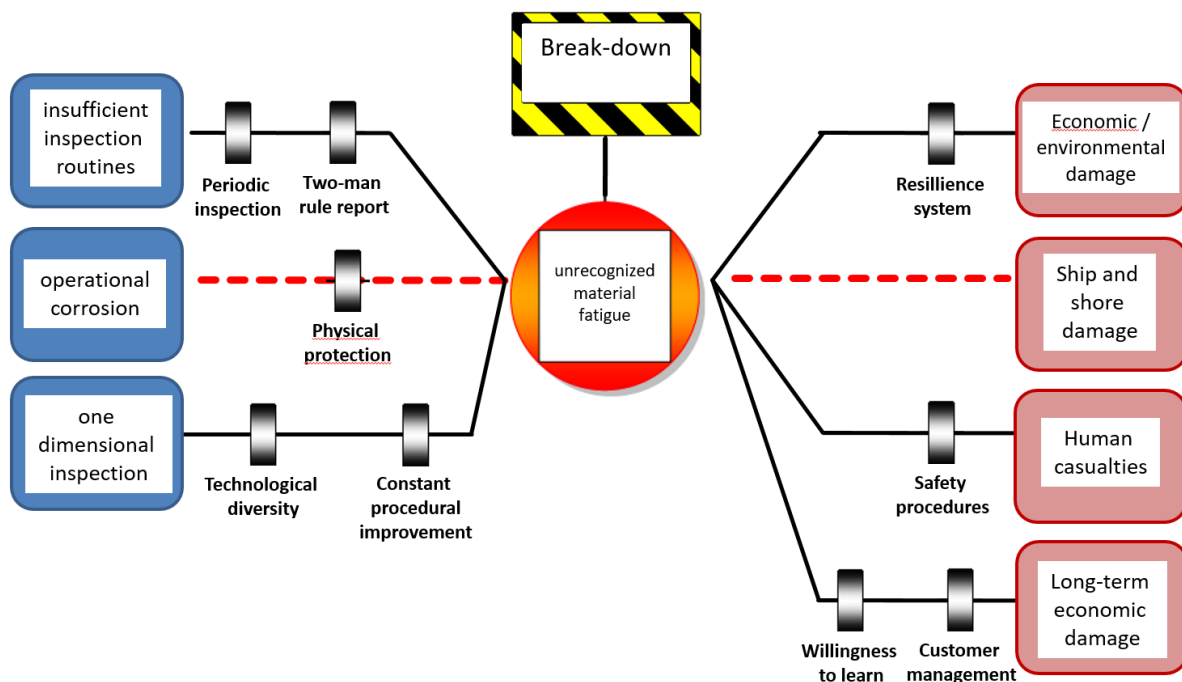 Break-down
insufficient
inspection
routines
Periodic
inspection
Two-man
rule report
operational
corrosion
Physical
protection
one
dimensional
inspection
Technological
diversity
Constant
procedural
improvement
unrecognized
material
fatigue
Resillience
system
Economic /
environmental
damage
Ship and
shore
damage
Safety
procedures
Human
casualties
Willingness
to learn
Customer
management
Long-term
economic
damage